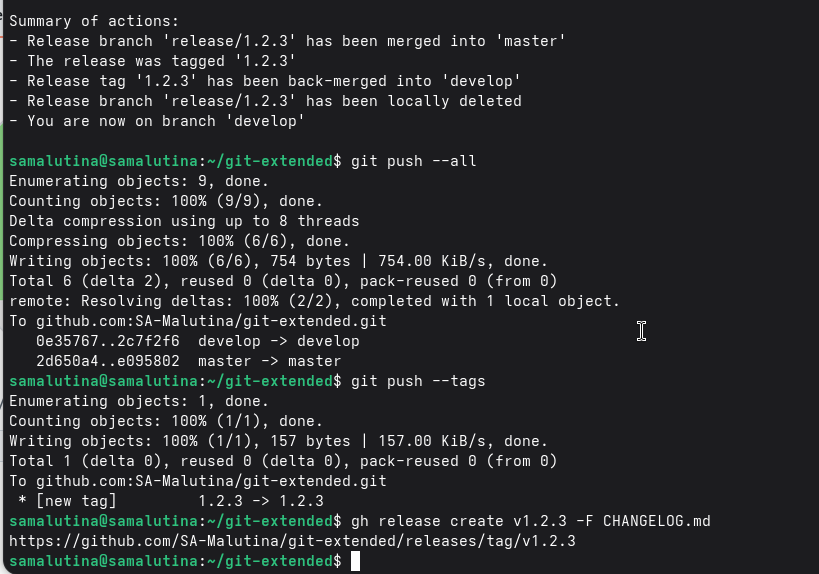 Summary of actions:
- Release branch 'release/1.2.3' has been merged into 'master'
- The release was tagged '1.2.3'
- Release tag '1.2.3' has been back-merged into 'develop'
- Release branch 'release/1.2.3' has been locally deleted
- You are now on branch 'develop'
samalutina@samalutina:~/git-extended$ git push --all
Enumerating objects: 9, done.
Counting objects: 100% (9/9), done.
Delta compression using up to 8 threads
Compressing objects: 100% (6/6), done.
Writing objects: 100% (6/6), 754 bytes | 754.00 KiB/s, done.
Total 6 (delta 2), reused 0 (delta 0), pack-reused 0 (from 0)
remote: Resolving deltas: 100% (2/2), completed with 1 local object.
To github.com:SA-Malutina/git-extended.git
   0e35767..2c7f2f6  develop -> develop
   2d650a4..e095802  master -> master
samalutina@samalutina:~/git-extended$ git push --tags
Enumerating objects: 1, done.
Counting objects: 100% (1/1), done.
Writing objects: 100% (1/1), 157 bytes | 157.00 KiB/s, done.
Total 1 (delta 0), reused 0 (delta 0), pack-reused 0 (from 0)
To github.com:SA-Malutina/git-extended.git
 * [new tag]         1.2.3 -> 1.2.3
samalutina@samalutina:~/git-extended$ gh release create v1.2.3 -F CHANGELOG.md
https://github.com/SA-Malutina/git-extended/releases/tag/v1.2.3
samalutina@samalutina:~/git-extended$